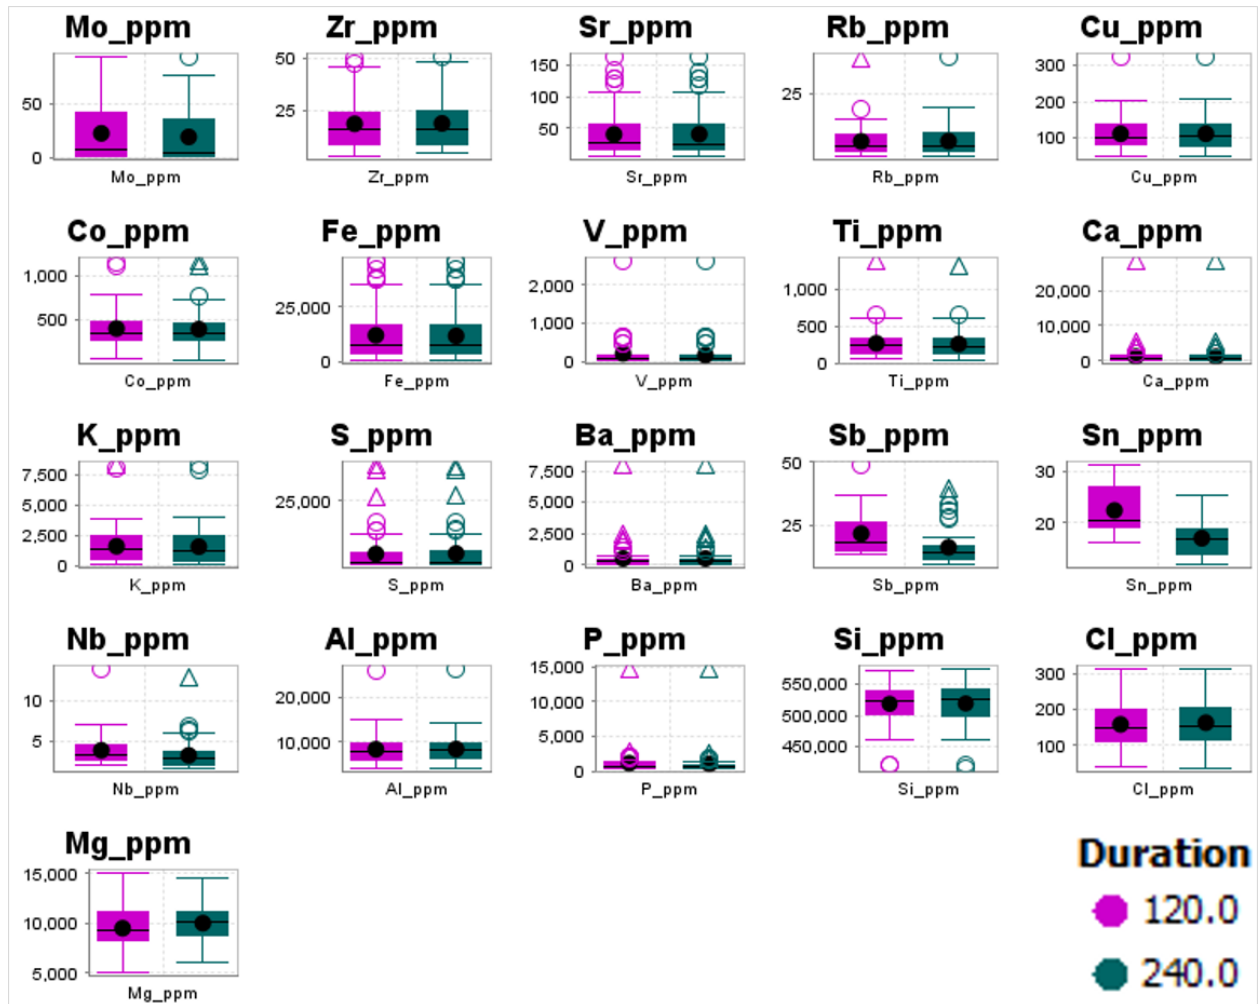 Mo_ppm Zr_ppm Sr_ppm Rb_ppm Cu_ppm
50 0 50 25 150 100 50 25 300 200 100
Mo_ppm Zr_ppm Sr_ppm Rb_ppm Cu_ppm
Co_ppm Fe_ppm V_ppm Ti_ppm Ca_ppm
1,000 500 25,000 0 2,000 1,000 0 1,000 500 0 20,000 10,000 0
Co_ppm Fe_ppm V_ppm Ti_ppm Ca_ppm
K_ppm S_ppm Ba_ppm Sb_ppm Sn_ppm
7,500 5,000 2,500 0 25,000 7,500 5,000 2,500 0 50 25 30 20
K_ppm S_ppm Ba_ppm Sb_ppm Sn_ppm
Nb_ppm Al_ppm P_ppm Si_ppm Cl_ppm
10 5 20,000 10,000 15,000 10,000 5,000 0 550,000 500,000 450,000 300 200 100
Nb_ppm Al_ppm P_ppm Si_ppm Cl_ppm
Mg_ppm
15,000
10,000
5,000
Mg_ppm
Duration
120.0
240.0